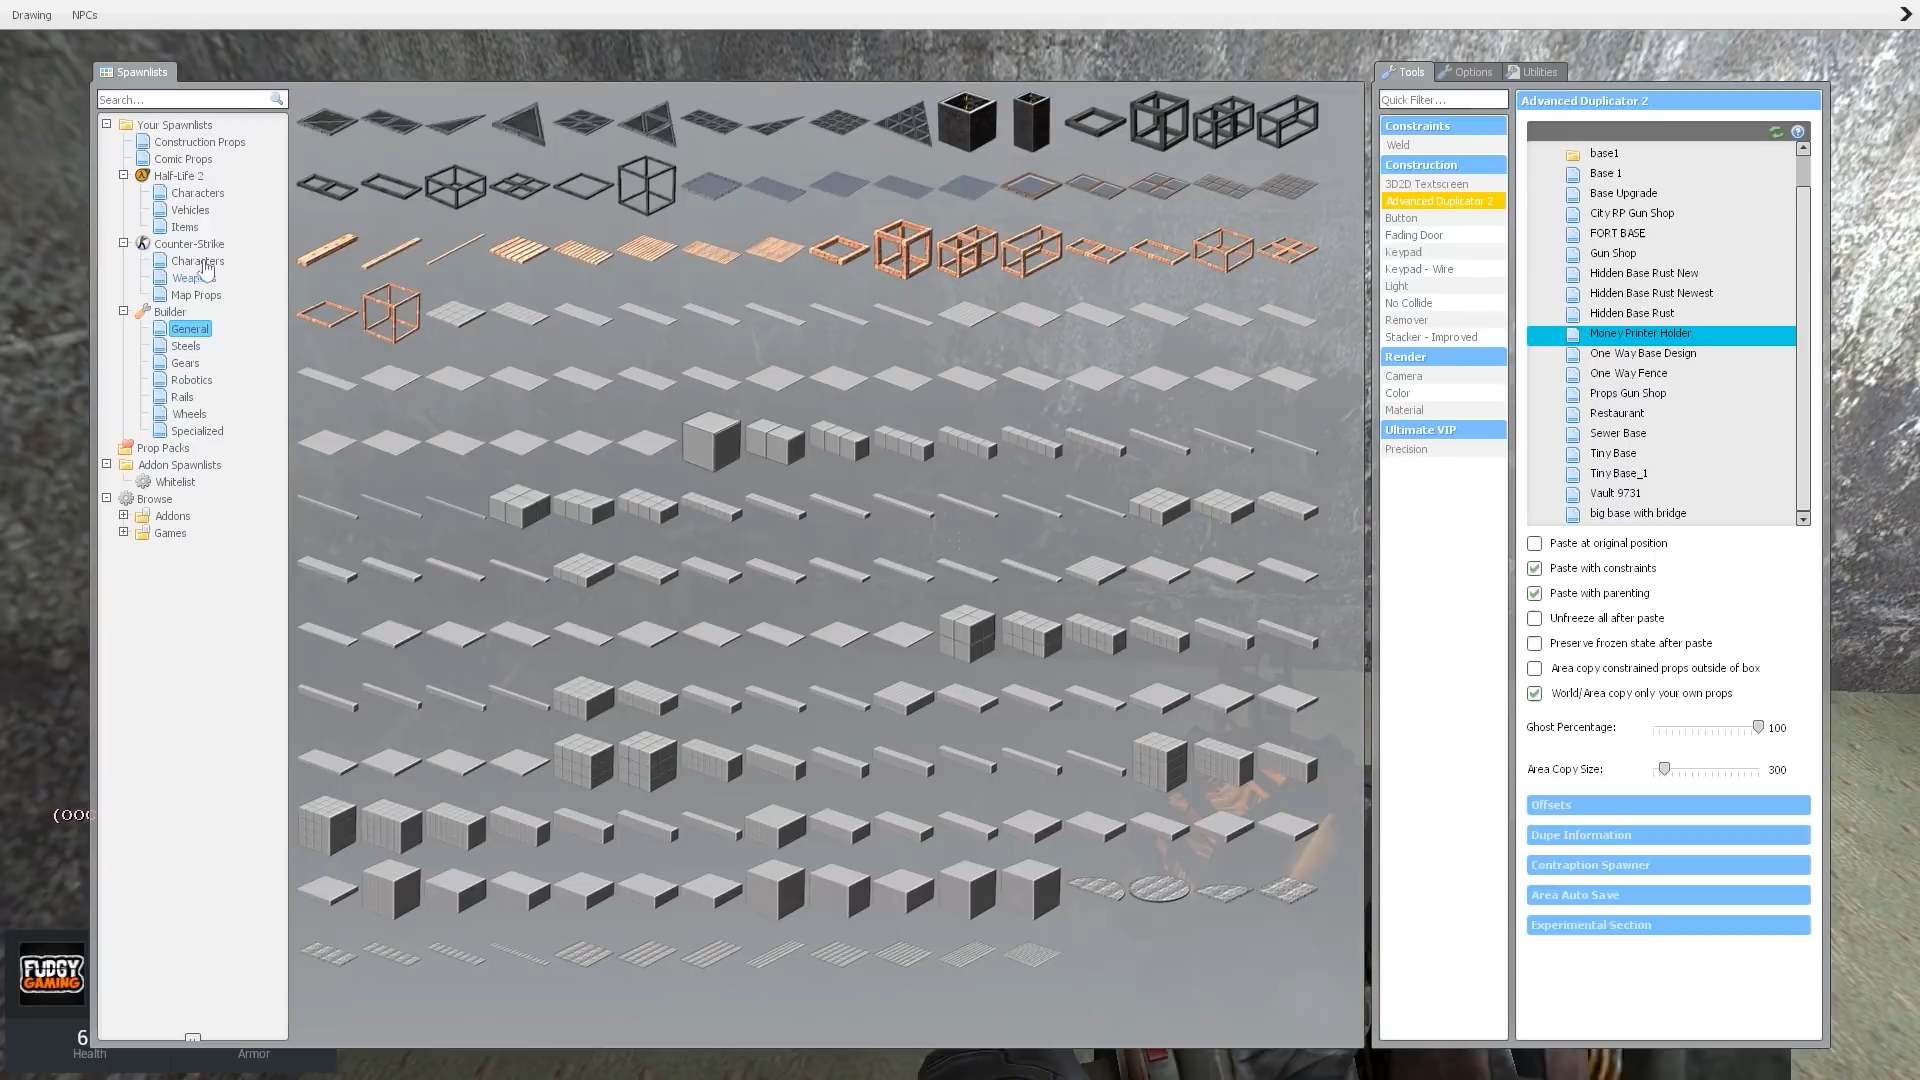 Drawing NPCs
Spawnlists
Search...
Your Spawnlists
Construction Props
Comic Props
Half-Life 2
Characters
Vehicles
Items
Counter-Strike
Characters
Map Props
Builder
General
Steels
Gears
Robotics
Rails
Wheels
Specialized
Prop Packs
Addon Spawnlists
Whitelist
Browse
Addons
Games
Tools Options Utilities
Quick Filter...
Constraints
Weld
Construction
3D2D Textscreen
Advanced Duplicator 2
Button
Fading Door
Keypad
Keypad - Wire
Light
No Collide
Remover
Stacker - Improved
Render
Camera
Color
Material
Ultimate VIP
Precision
Advanced Duplicator 2
base1
Base 1
Base Upgrade
City RP Gun Shop
FORT BASE
Gun Shop
Hidden Base Rust New
Hidden Base Rust Newest
Hidden Base Rust
Money Printer Holder
One Way Base Design
One Way Fence
Props Gun Shop
Restaurant
Sewer Base
Tiny Base
Tiny Base_1
Vault 9731
big base with bridge
Paste at original position
Paste with constraints
Paste with parenting
Unfreeze all after paste
Preserve frozen state after paste
Area copy constrained props outside of box
World/Area copy only your own props
Ghost Percentage: 100
Area Copy Size: 300
Offsets
Dupe Information
Contraption Spawner
Area Auto Save
Experimental Section
(OOC
FUDGY
GAMING
6
Health Armor